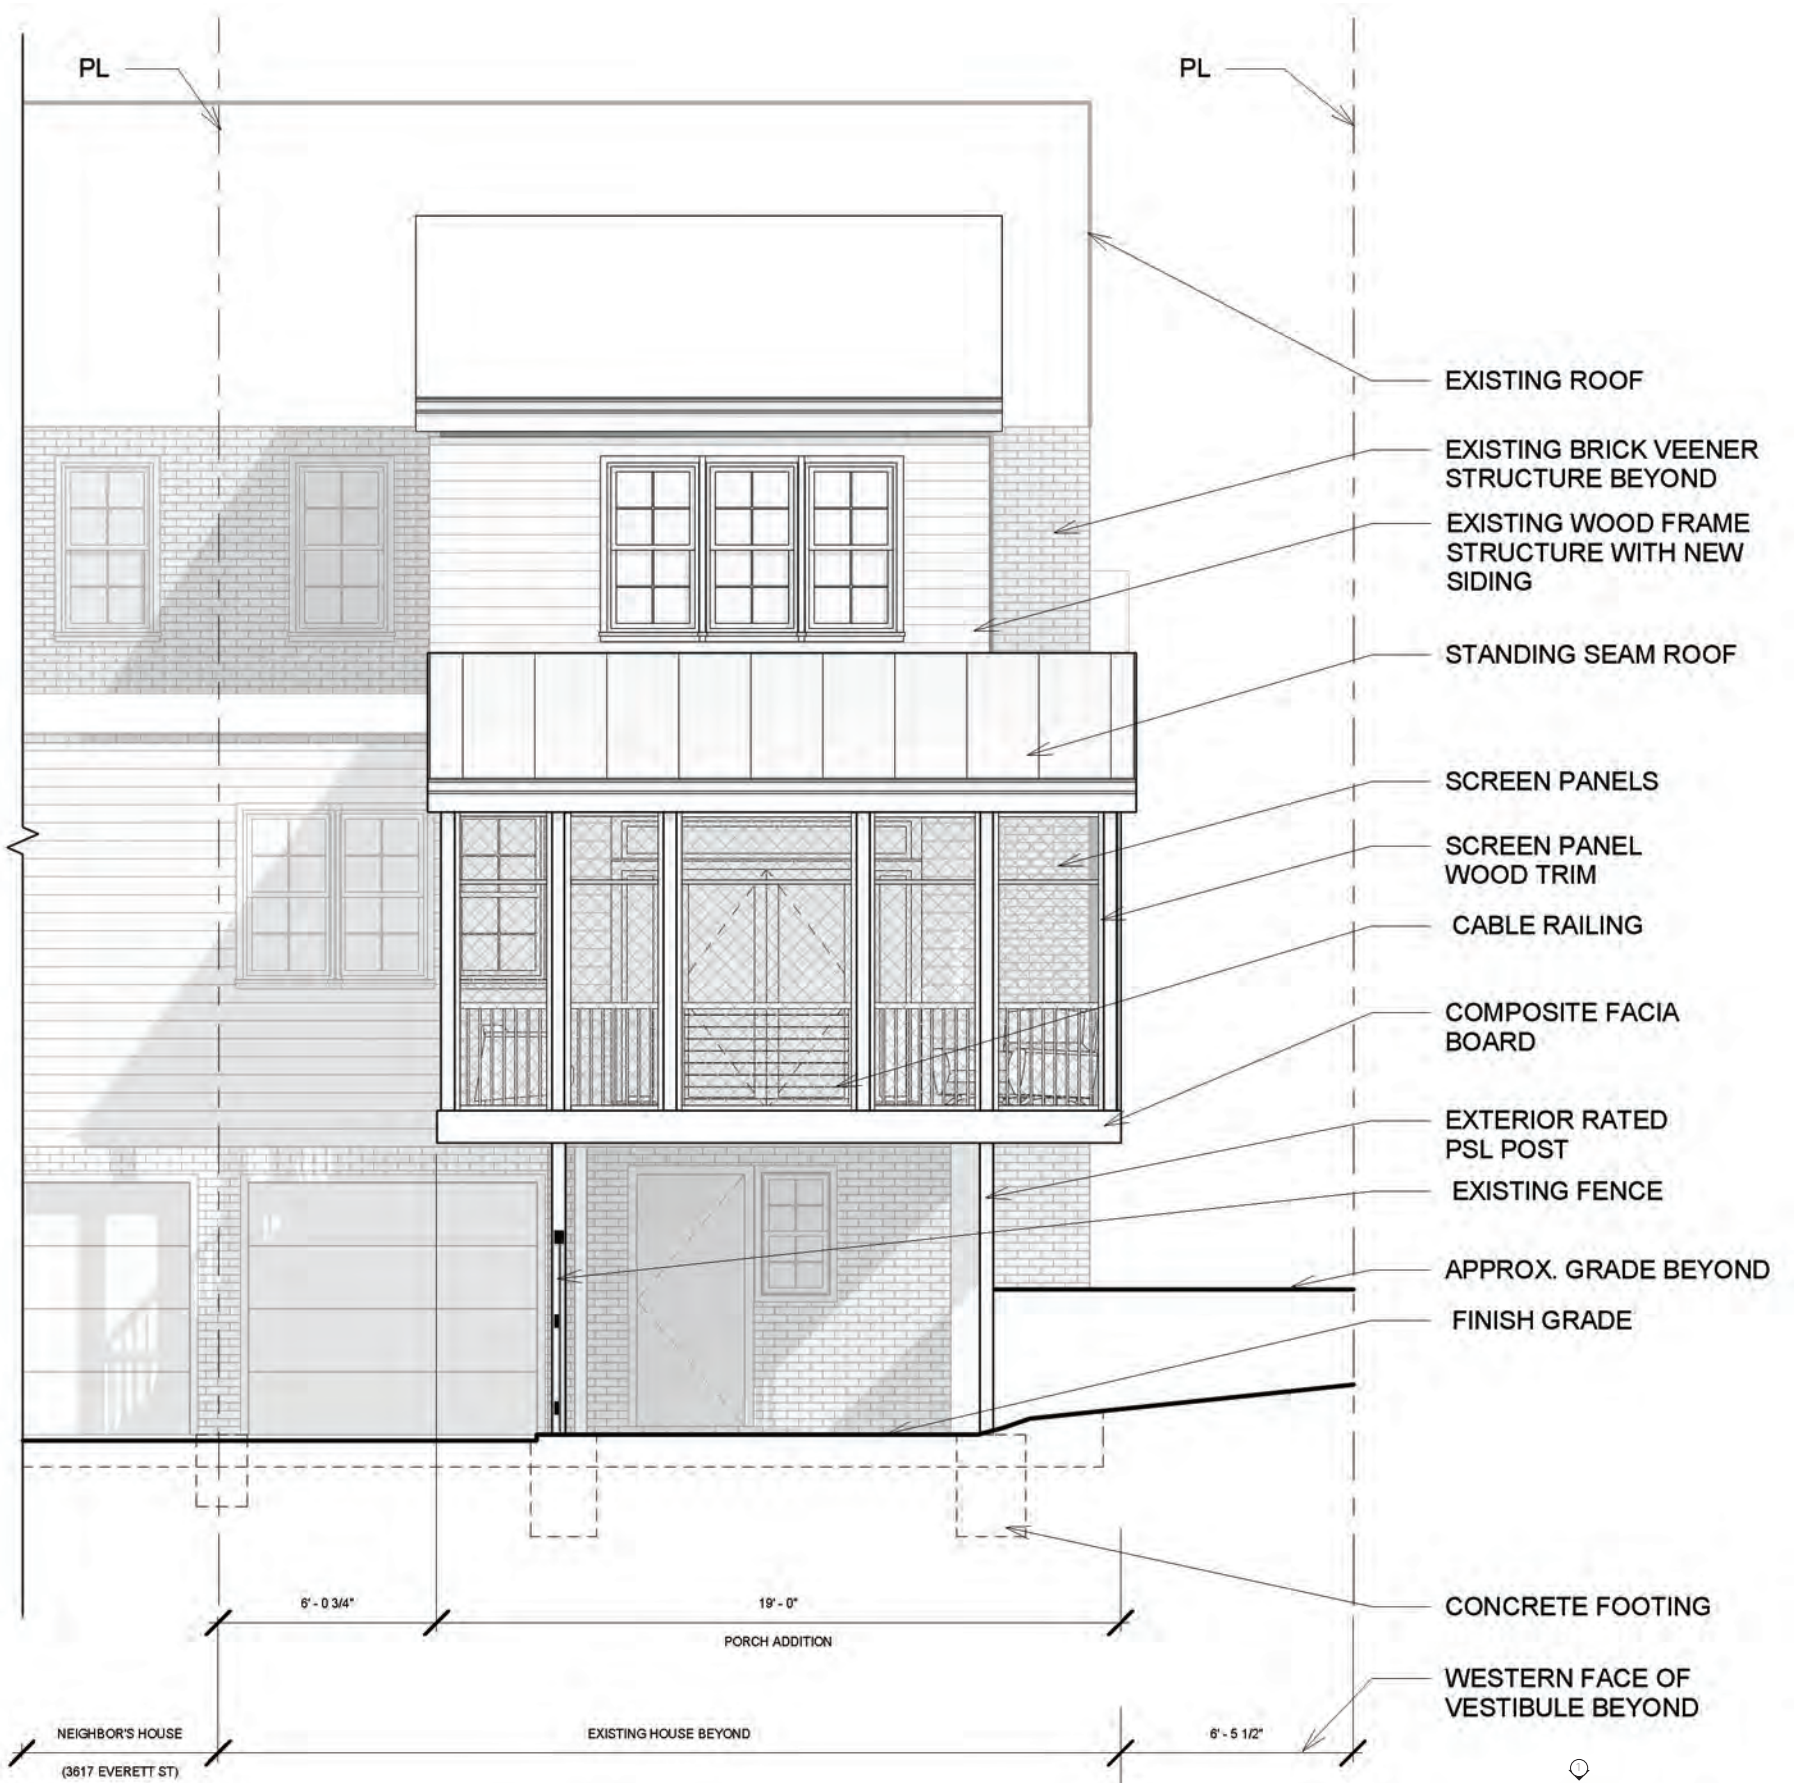 PL
PL
EXISTING ROOF
EXISTING BRICK VEENER
STRUCTURE BEYOND
EXISTING WOOD FRAME
STRUCTURE WITH NEW
SIDING
STANDING SEAM ROOF
SCREEN PANELS
SCREEN PANEL
WOOD TRIM
CABLE RAILING
COMPOSITE FACIA
BOARD
EXTERIOR RATED
PSL POST
EXISTING FENCE
APPROX. GRADE BEYOND
FINISH GRADE
6' - 0 3/4"
19' - 0"
PORCH ADDITION
CONCRETE FOOTING
WESTERN FACE OF
VESTIBULE BEYOND
NEIGHBOR'S HOUSE
(3617 EVERETT ST)
EXISTING HOUSE BEYOND
6' - 5 1/2"
1